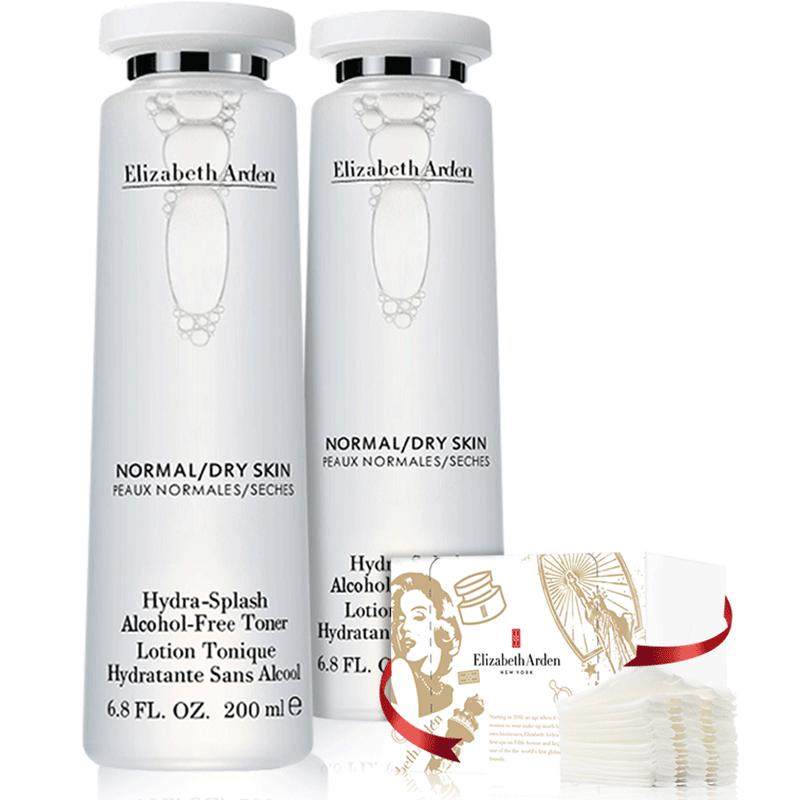 Elizabeth Arden
NORMAL/DRY SKIN
PEAUX NORMALES/SECHES
Hydra-Splash
Alcohol-Free Toner
Lotion Tonique
Hydratante Sans Alcool
6.8 FL. OZ. 200 ml e
Elizabeth Arden
NORMAL/DRY SKIN
PEAUX NORMALES/SECHES
Alcohol-
Hydratant
6.8 FL.
Elizabeth Arden
NEW YORK